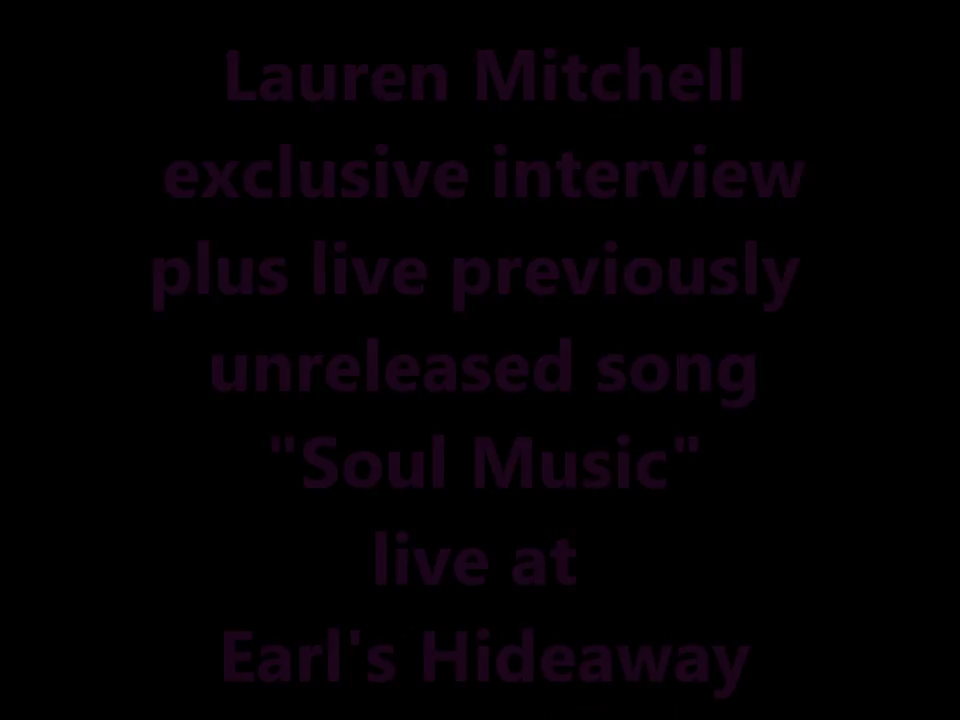 Lauren Mitchell
exclusive interview
plus live previously
unreleased song
"Soul Music"
live at
Earl's Hideaway